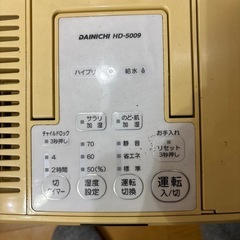 DAINICHI HD-5009
ハイブリ 給水
サラリ加湿 のど・肌加湿
チャイルドロック
3秒押し
お手入れ
リセット
3秒押し
4 70 静音
4 60 省エネ
2時間 50(%) 標準
切 湿度 運転 運転
イマー 設定 切換 入/切